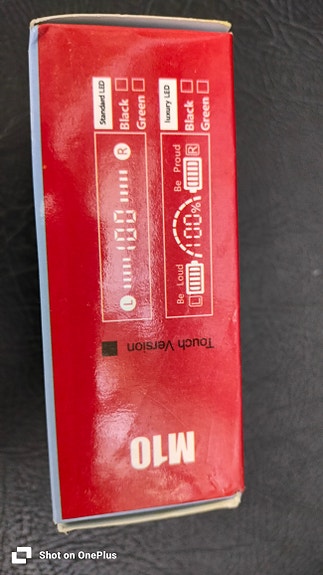 Standard LED
Black
Green
L 100 R
luxury LED
Black
Green
Be Loud Be Proud
L 100% R
Touch Version
M10
Shot on OnePlus